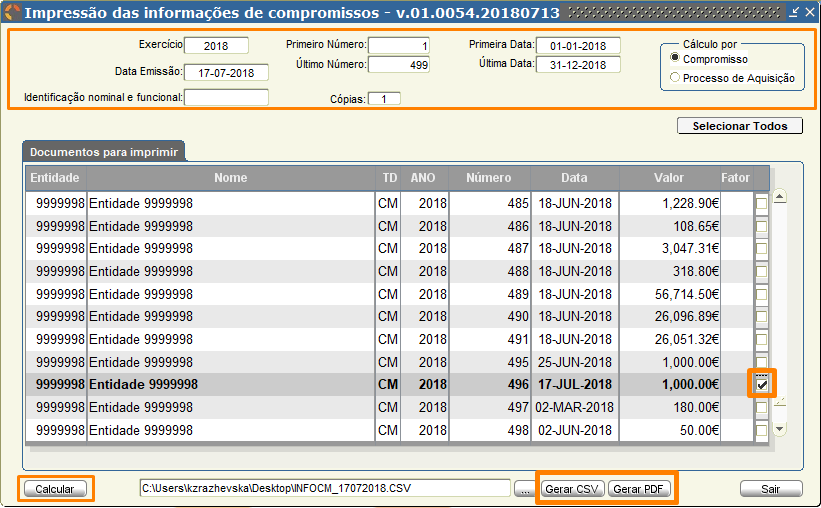 Impressão das informações de compromissos - v.01.0054.20180713
Exercício 2018 Primeiro Número: 1 Primeira Data: 01-01-2018 Cálculo por
Data Emissão: 17-07-2018 Último Número: 499 Última Data: 31-12-2018 Compromisso
Processo de Aquisição
Identificação nominal e funcional: Cópias: 1
Selecionar Todos
Documentos para imprimir
Entidade Nome TD ANO Número Data Valor Fator
9999998 Entidade 9999998 CM 2018 485 18-JUN-2018 1,228.90€
9999998 Entidade 9999998 CM 2018 486 18-JUN-2018 108.65€
9999998 Entidade 9999998 CM 2018 487 18-JUN-2018 3,047.31€
9999998 Entidade 9999998 CM 2018 488 18-JUN-2018 318.80€
9999998 Entidade 9999998 CM 2018 489 18-JUN-2018 56,714.50€
9999998 Entidade 9999998 CM 2018 490 18-JUN-2018 26,096.89€
9999998 Entidade 9999998 CM 2018 491 18-JUN-2018 26,051.32€
9999998 Entidade 9999998 CM 2018 495 25-JUN-2018 1,000.00€
9999998 Entidade 9999998 CM 2018 496 17-JUL-2018 1,000.00€
9999998 Entidade 9999998 CM 2018 497 02-MAR-2018 180.00€
9999998 Entidade 9999998 CM 2018 498 02-JUN-2018 50.00€
Calcular C:\Users\kzrazhevska\Desktop\INFOCM_17072018.CSV ... Gerar CSV Gerar PDF Sair